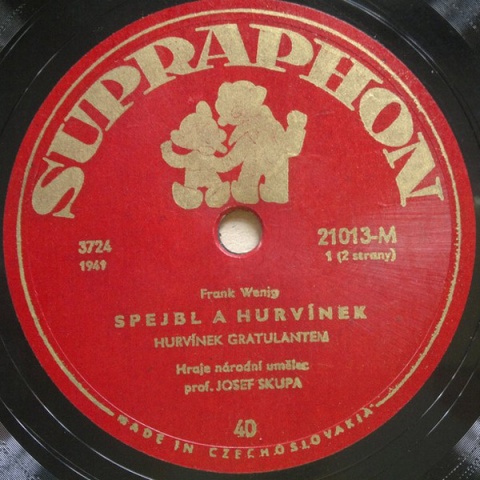 SUPRAPHON
3724
1949
21013-M
1 (2 strany)
Frank Wenig
SPEJBL A HURVÍNEK
HURVÍNEK GRATULANTEM
Hraje národní umělec
prof. JOSEF SKUPA
40
MADE IN CZECHOSLOVAKIA